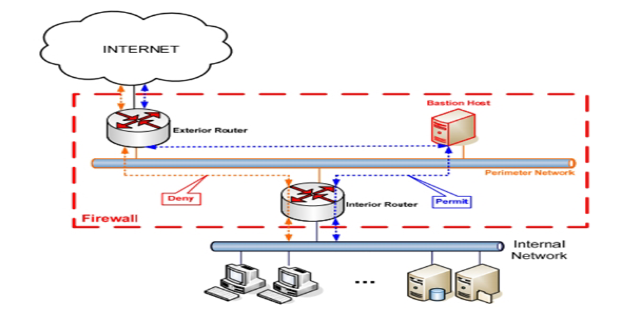 INTERNET
Bastion Host
Exterior Router
Perimeter Network
Deny
Permit
Interior Router
Firewall
Internal
Network
...